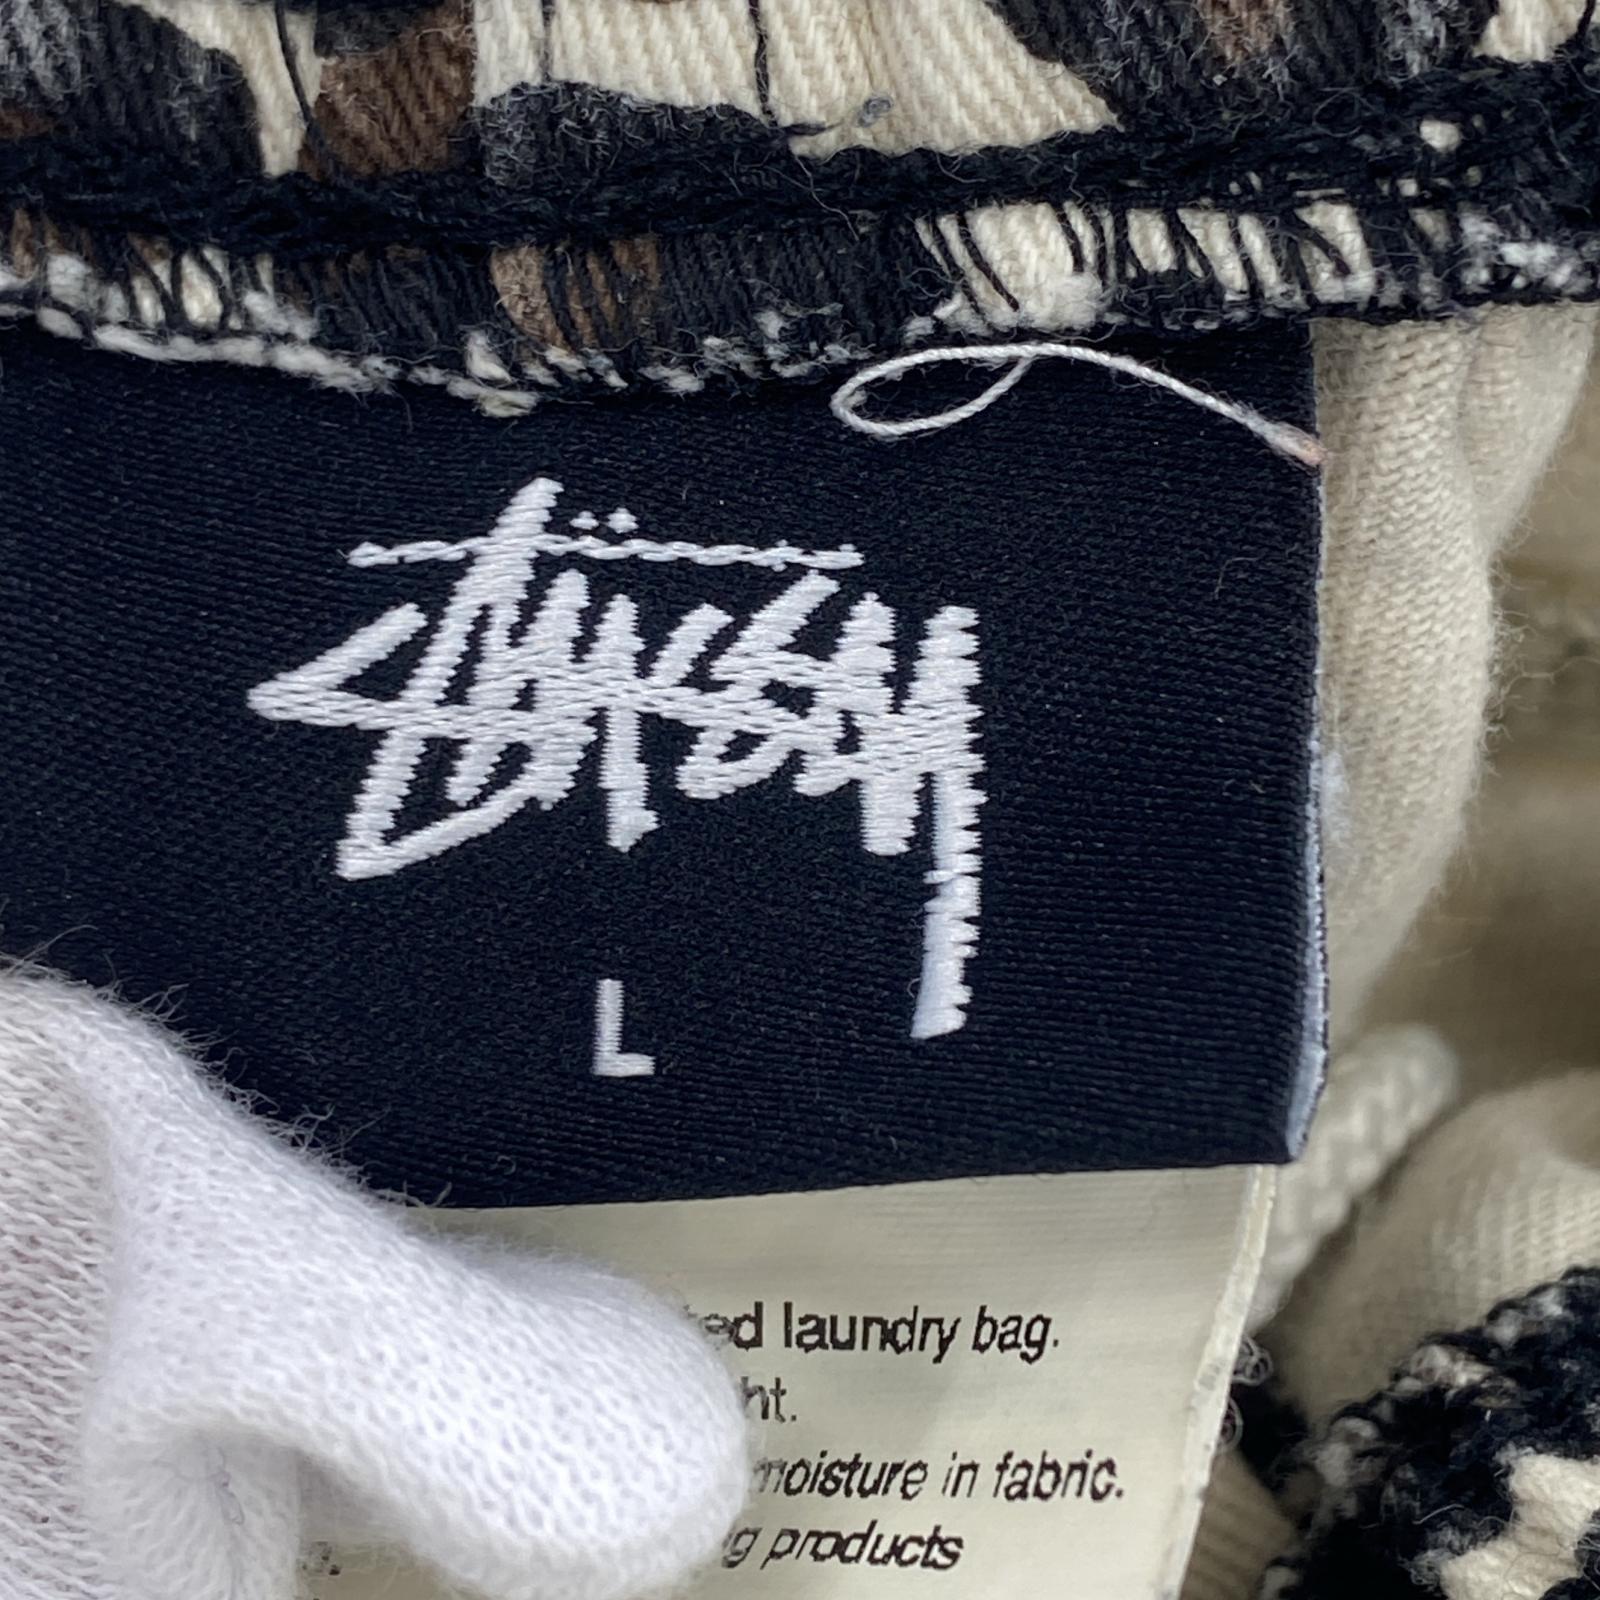 Stüssy
L
laundry bag.
moisture in fabric.
products